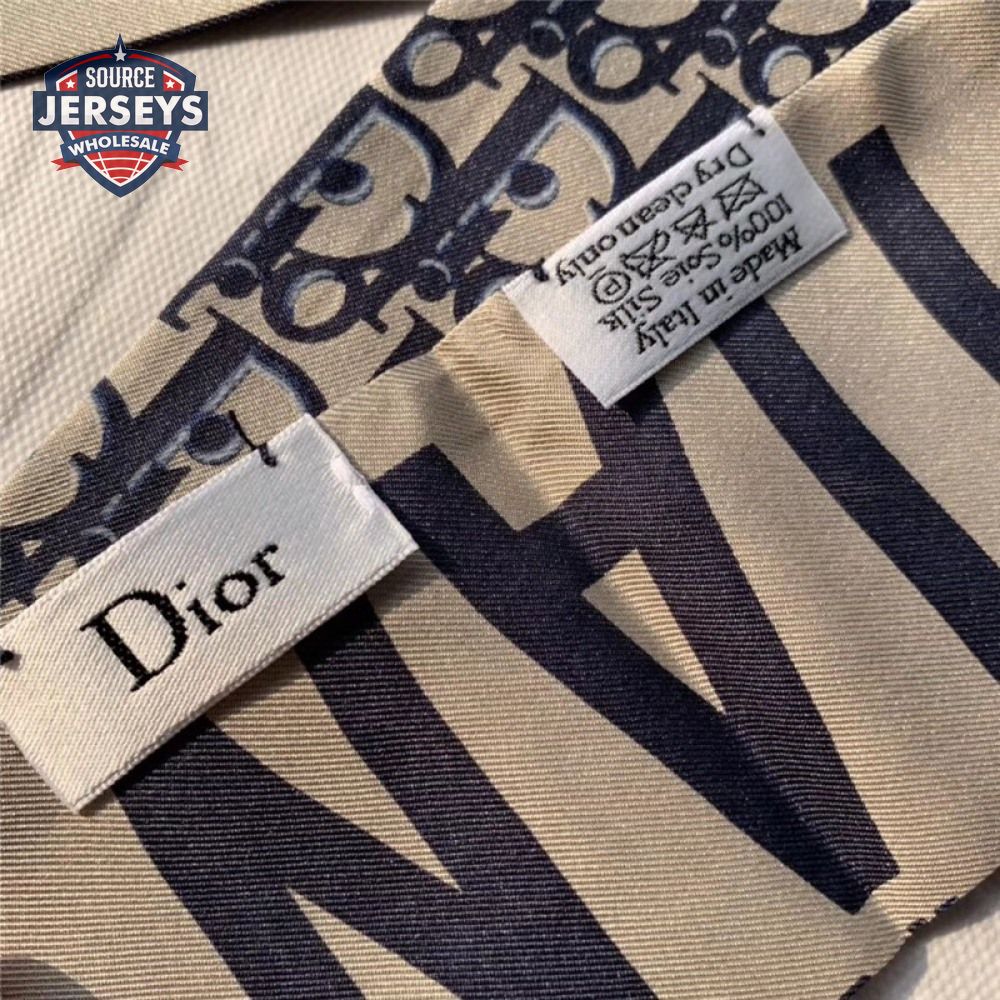 SOURCE
JERSEYS
WHOLESALE
Dior
Made in Italy
100% Soie Silk
Dry clean only